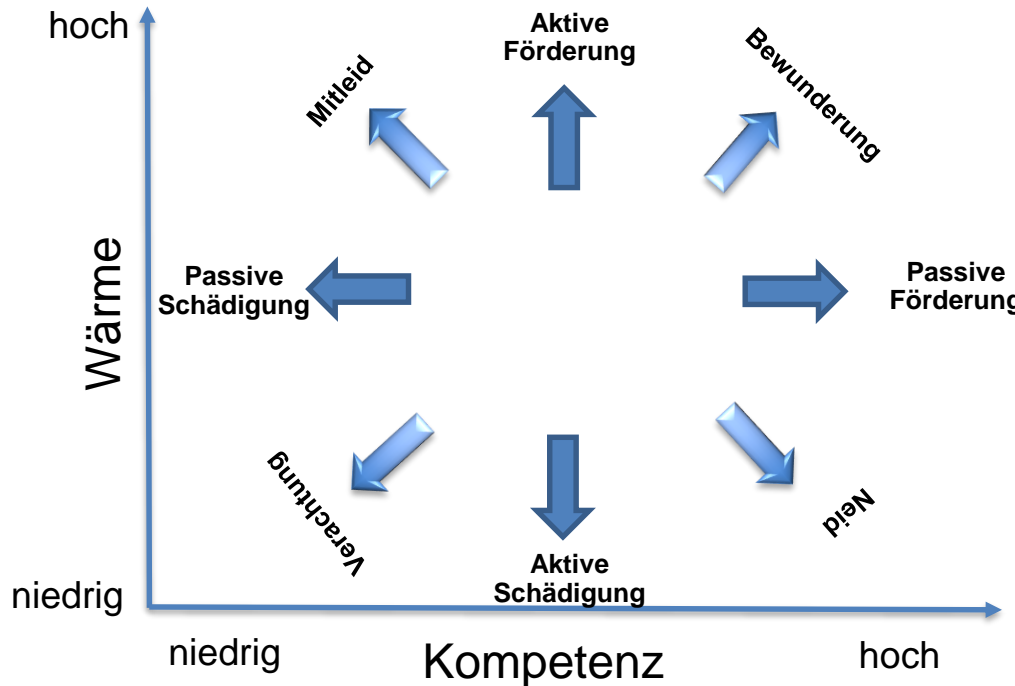 hoch
Aktive
Förderung
Mitleid
Bewunderung
Wärme
Passive
Schädigung
Passive
Förderung
Verachtung
Neid
Aktive
Schädigung
niedrig
niedrig
Kompetenz
hoch